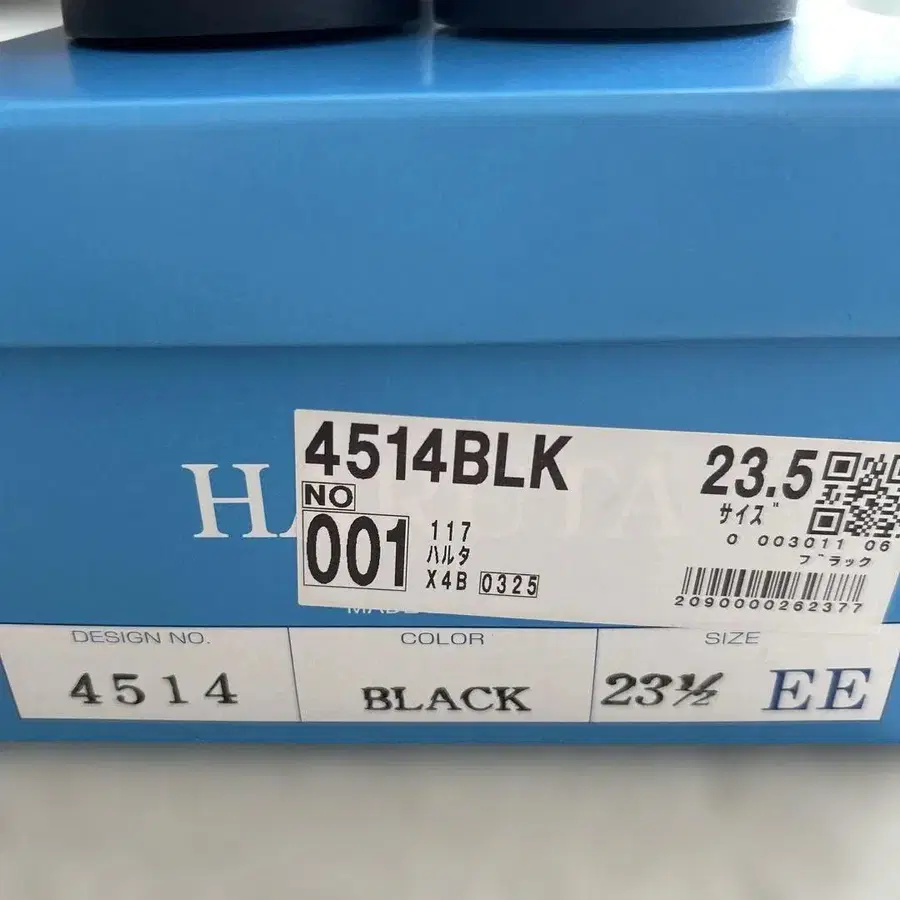 4514BLK
NO
001
117
ハルタ
X4B 0325
23.5
サイズ
0 003011 06
ブラック
2090000262377
DESIGN NO.
4514
COLOR
BLACK
SIZE
23½ EE